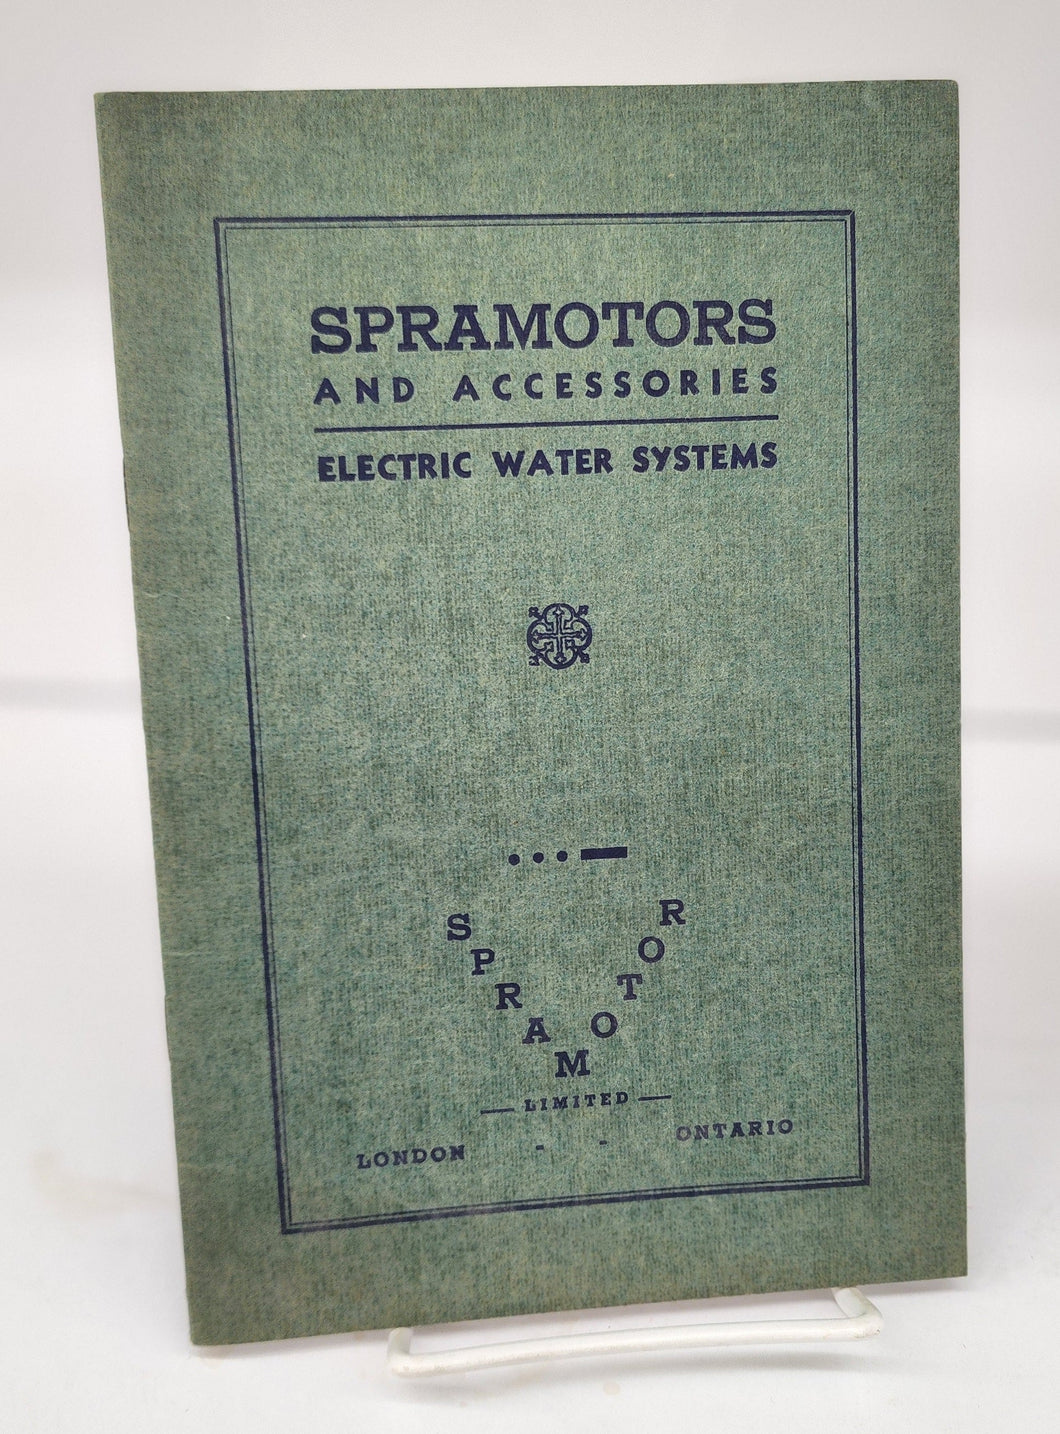 SPRAMOTORS
AND ACCESSORIES
ELECTRIC WATER SYSTEMS
SPRAMOTOR
LIMITED
LONDON - - ONTARIO